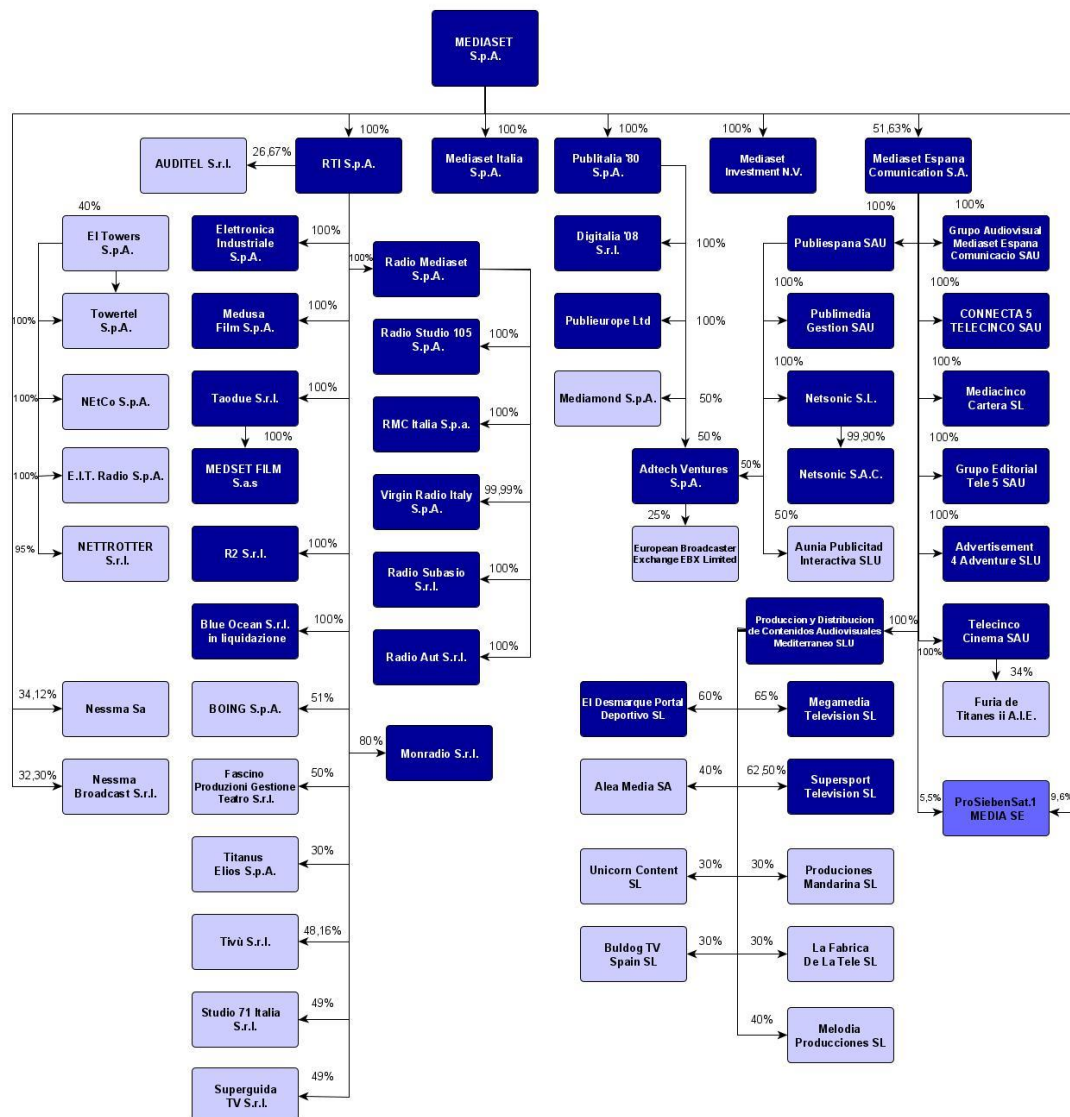 MEDIASET
S.p.A.
100%
100%
100%
100%
51,63%
AUDITEL S.r.l.
26,67%
RTI S.p.A.
Mediaset Italia
S.p.A.
Publitalia '80
S.p.A.
Mediaset
Investment N.V.
Mediaset Espana
Comunication S.A.
40%
EI Towers
S.p.A.
Elettronica
Industriale
S.p.A.
100%
100%
Radio Mediaset
S.p.A.
Digitalia '08
S.r.l.
100%
100%
Publiespana SAU
100%
Grupo Audiovisual
Mediaset Espana
Comunicacio SAU
100%
Towertel
S.p.A.
Medusa
Film S.p.A.
100%
Radio Studio 105
S.p.A.
100%
Publieurope Ltd
100%
100%
Publimedia
Gestion SAU
100%
CONNECTA 5
TELECINCO SAU
100%
NEtCo S.p.A.
Taodue S.r.l.
100%
100%
RMC Italia S.p.a.
100%
Mediamond S.p.A.
50%
100%
Netsonic S.L.
99,90%
100%
Mediacinco
Cartera SL
100%
E.I.T. Radio S.p.A.
MEDSET FILM
S.a.s
Virgin Radio Italy
S.p.A.
99,99%
50%
Adtech Ventures
S.p.A.
50%
Netsonic S.A.C.
100%
Grupo Editorial
Tele 5 SAU
95%
NETTROTTER
S.r.l.
R2 S.r.l.
100%
Radio Subasio
S.r.l.
100%
25%
European Broadcaster
Exchange EBX Limited
50%
Aunia Publicitad
Interactiva SLU
100%
Advertisement
4 Adventure SLU
Blue Ocean S.r.l.
in liquidazione
100%
Radio Aut S.r.l.
100%
Produccion y Distribucion
de Contenidos Audiovisuales
Mediterraneo SLU
100%
100%
Telecinco
Cinema SAU
34%
34,12%
Nessma Sa
BOING S.p.A.
51%
El Desmarque Portal
Deportivo SL
60%
65%
Megamedia
Television SL
Furia de
Titanes ii A.I.E.
80%
Monradio S.r.l.
32,30%
Nessma
Broadcast S.r.l.
Fascino
Produzioni Gestione
Teatro S.r.l.
50%
Alea Media SA
40%
62,50%
Supersport
Television SL
5,5%
ProSiebenSat.1
MEDIA SE
9,6%
Titanus
Elios S.p.A.
30%
Unicorn Content
SL
30%
30%
Produciones
Mandarina SL
Tivù S.r.l.
48,16%
Buldog TV
Spain SL
30%
30%
La Fabrica
De La Tele SL
Studio 71 Italia
S.r.l.
49%
40%
Melodia
Producciones SL
Superguida
TV S.r.l.
49%